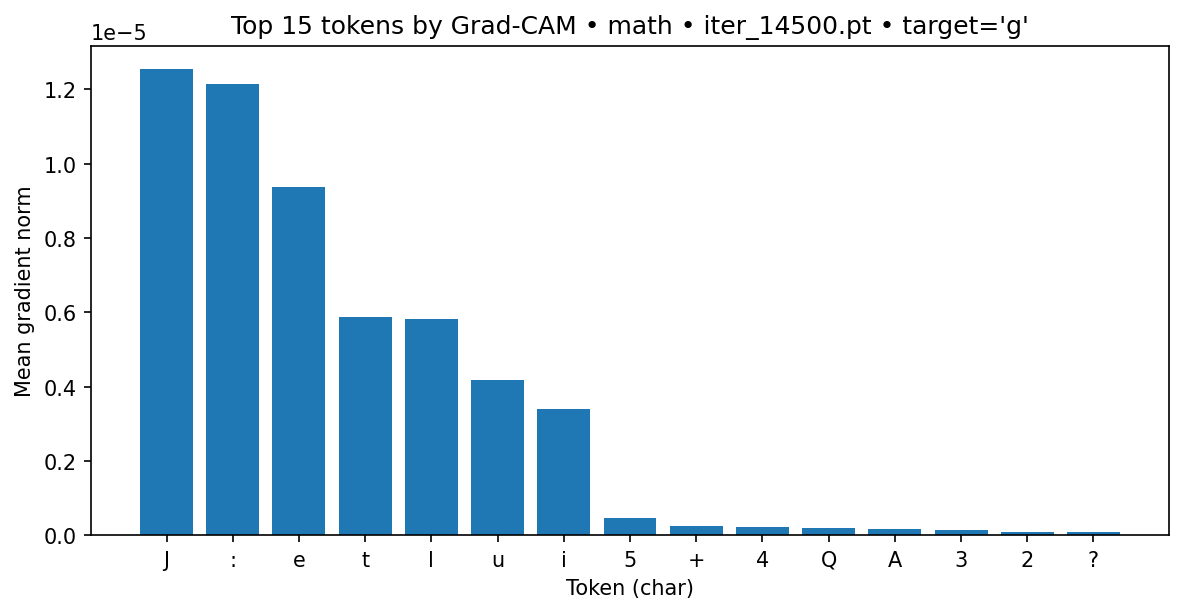 Top 15 tokens by Grad-CAM • math • iter_14500.pt • target='g'
1e−5
1.2
1.0
0.8
0.6
0.4
0.2
0.0
Mean gradient norm
J : e t l u i 5 + 4 Q A 3 2 ?
Token (char)